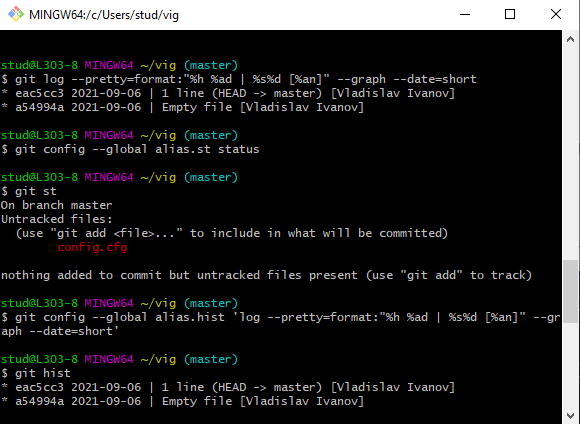 MINGW64:/c/Users/stud/vig
stud@L303-8 MINGW64 ~/vig (master)
$ git log --pretty=format:"%h %ad | %s%d [%an]" --graph --date=short
* eac5cc3 2021-09-06 | 1 line (HEAD -> master) [Vladislav Ivanov]
* a54994a 2021-09-06 | Empty file [Vladislav Ivanov]
stud@L303-8 MINGW64 ~/vig (master)
$ git config --global alias.st status
stud@L303-8 MINGW64 ~/vig (master)
$ git st
On branch master
Untracked files:
  (use "git add <file>..." to include in what will be committed)
        config.cfg
nothing added to commit but untracked files present (use "git add" to track)
stud@L303-8 MINGW64 ~/vig (master)
$ git config --global alias.hist 'log --pretty=format:"%h %ad | %s%d [%an]" --gr
aph --date=short'
stud@L303-8 MINGW64 ~/vig (master)
$ git hist
* eac5cc3 2021-09-06 | 1 line (HEAD -> master) [Vladislav Ivanov]
* a54994a 2021-09-06 | Empty file [Vladislav Ivanov]